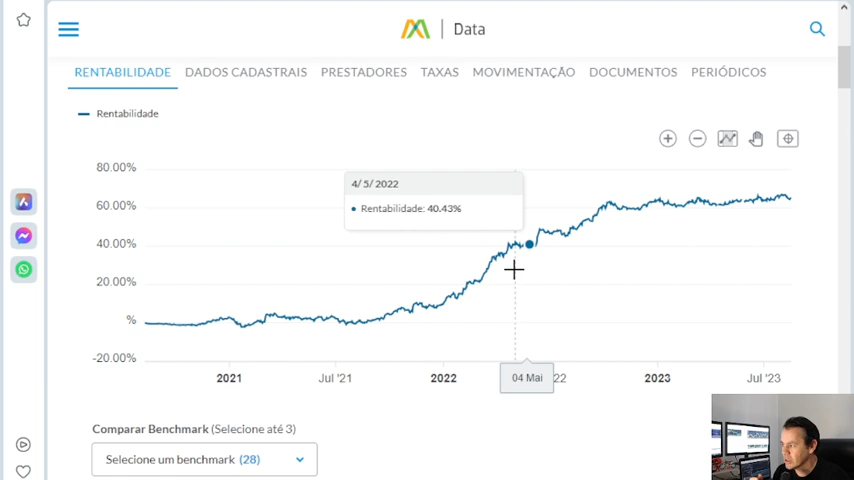 Data
RENTABILIDADE DADOS CADASTRAIS PRESTADORES TAXAS MOVIMENTAÇÃO DOCUMENTOS PERIÓDICOS
Rentabilidade
80.00%
4/ 5/ 2022
60.00%
Rentabilidade: 40.43%
40.00%
20.00%
%
-20.00%
2021 Jul '21 2022 04 Mai 22 2023 Jul '23
Comparar Benchmark (Selecione até 3)
Selecione um benchmark (28)